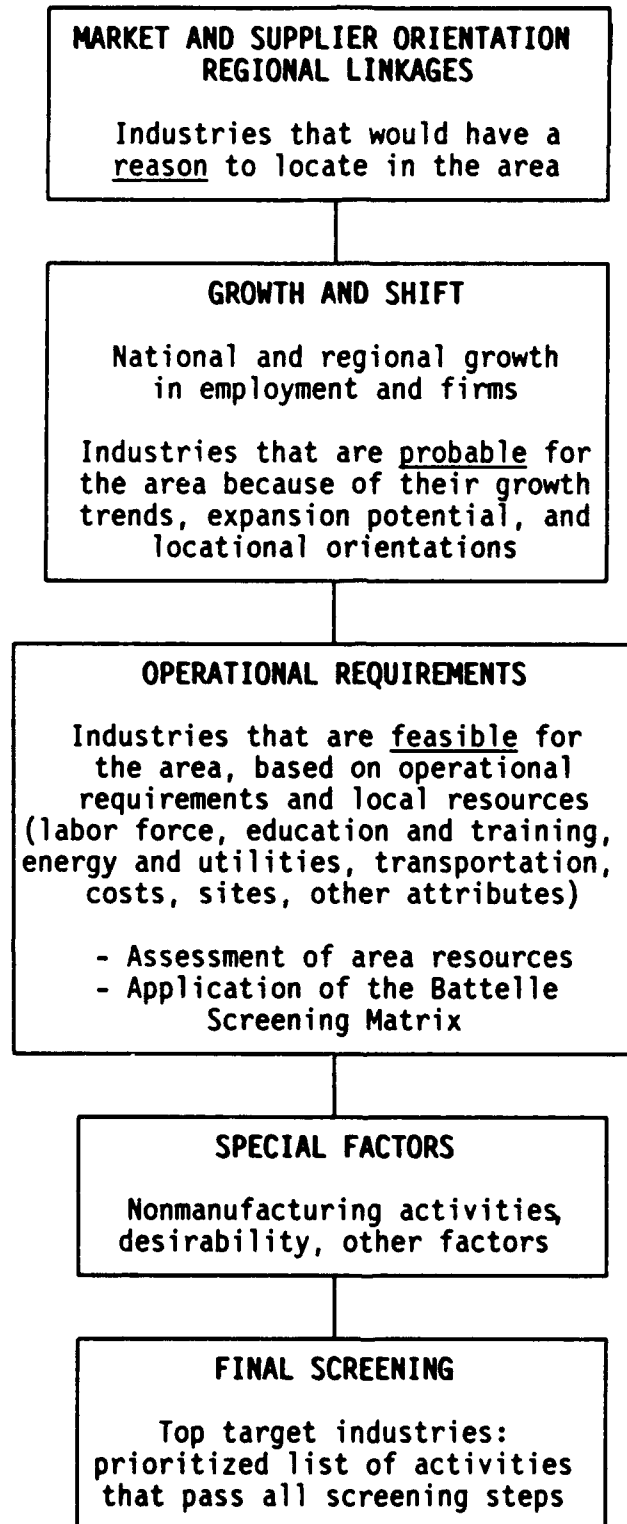 MARKET AND SUPPLIER ORIENTATION
REGIONAL LINKAGES
Industries that would have a
reason to locate in the area
GROWTH AND SHIFT
National and regional growth
in employment and firms
Industries that are probable for
the area because of their growth
trends, expansion potential, and
locational orientations
OPERATIONAL REQUIREMENTS
Industries that are feasible for
the area, based on operational
requirements and local resources
(labor force, education and training,
energy and utilities, transportation,
costs, sites, other attributes)
- Assessment of area resources
- Application of the Battelle
Screening Matrix
SPECIAL FACTORS
Nonmanufacturing activities,
desirability, other factors
FINAL SCREENING
Top target industries:
prioritized list of activities
that pass all screening steps